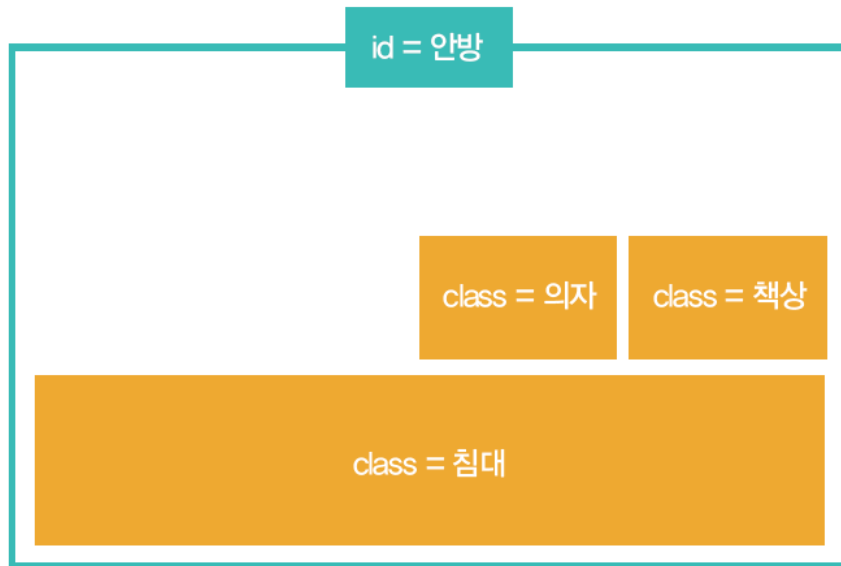 id = 안방
class = 의자
class = 책상
class = 침대